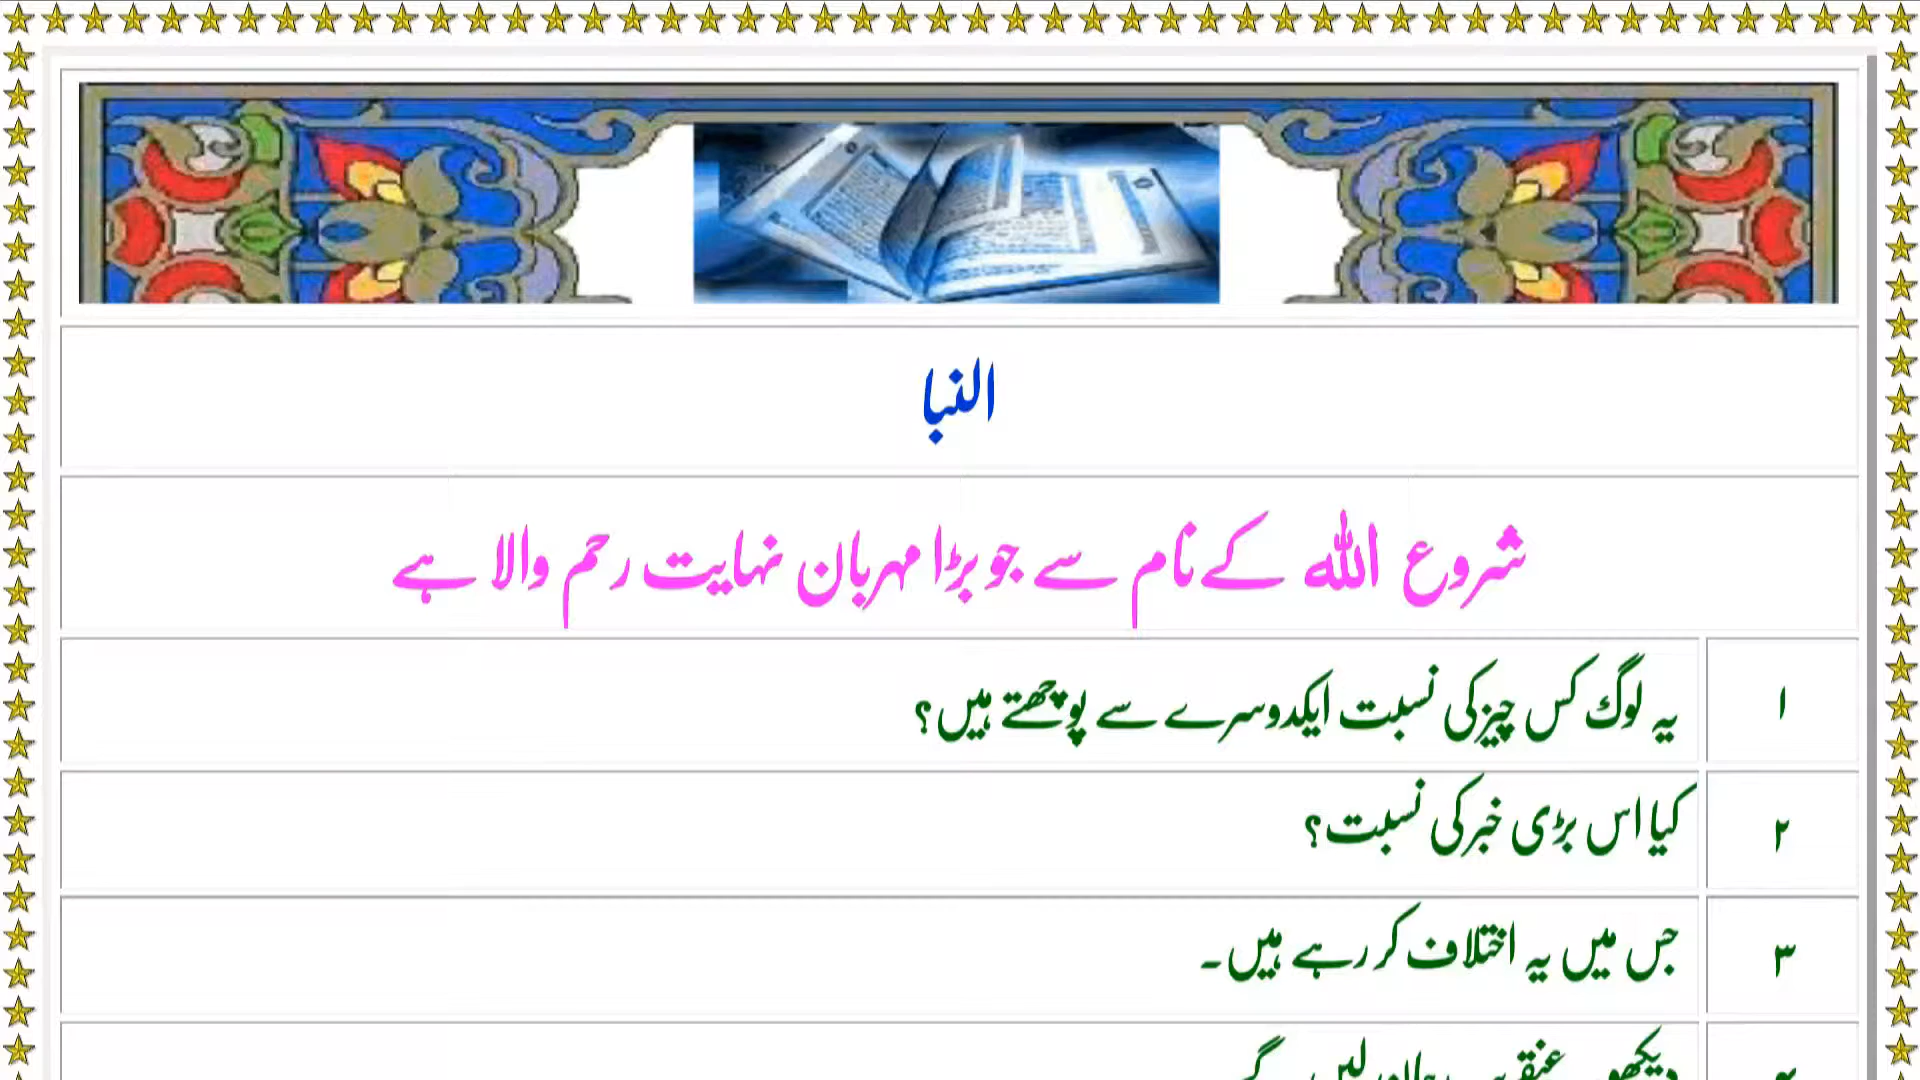 النبا
شروع اللہ کے نام سے جو بڑا مہربان نہایت رحم والا ہے
۱ یہ لوگ کس چیز کی نسبت ایکدوسرے سے پوچھتے ہیں؟
۲ کیا اس بڑی خبر کی نسبت؟
۳ جس میں یہ اختلاف کر رہے ہیں۔